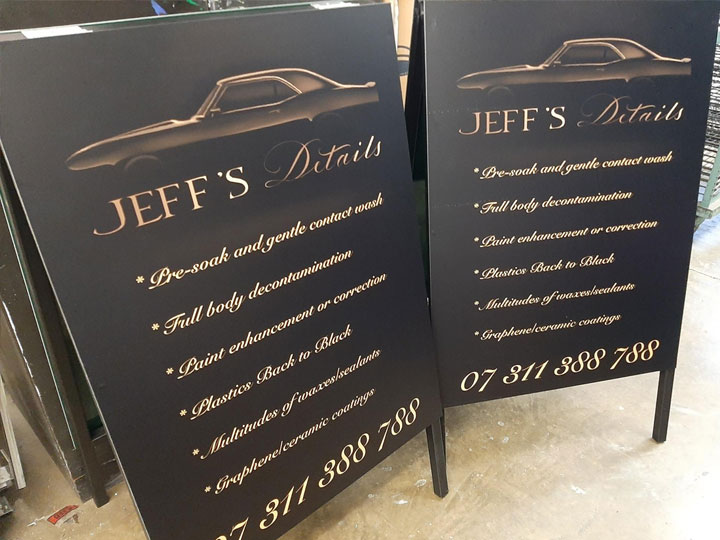 JEFF'S Details
* Pre-soak and gentle contact wash
* Full body decontamination
* Paint enhancement or correction
* Plastics Back to Black
* Multitudes of waxes/sealants
* Graphene/ceramic coatings
07 311 388 788
JEFF'S Details
* Pre-soak and gentle contact wash
* Full body decontamination
* Paint enhancement or correction
* Plastics Back to Black
* Multitudes of waxes/sealants
* Graphene/ceramic coatings
07 311 388 788